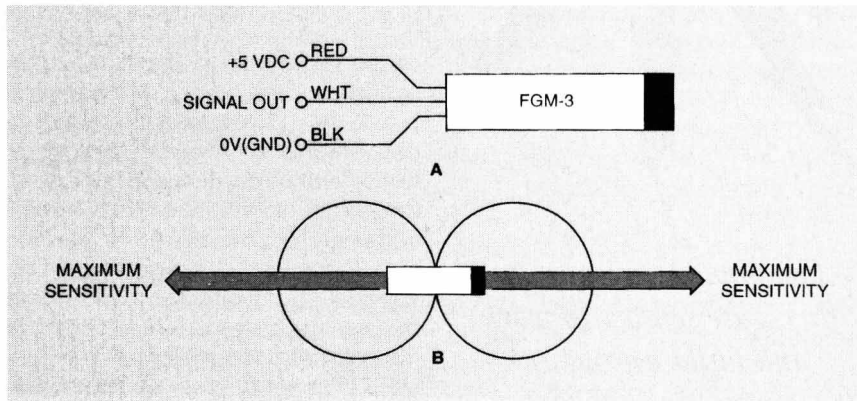 +5 VDC RED
SIGNAL OUT WHT FGM-3
0V(GND) BLK
A
MAXIMUM SENSITIVITY
MAXIMUM SENSITIVITY
B